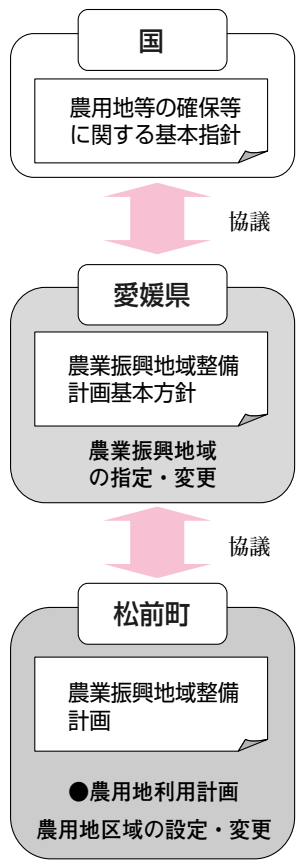 国
農用地等の確保等
に関する基本指針
協議
愛媛県
農業振興地域整備
計画基本方針
農業振興地域
の指定・変更
協議
松前町
農業振興地域整備
計画
●農用地利用計画
農用地区域の設定・変更